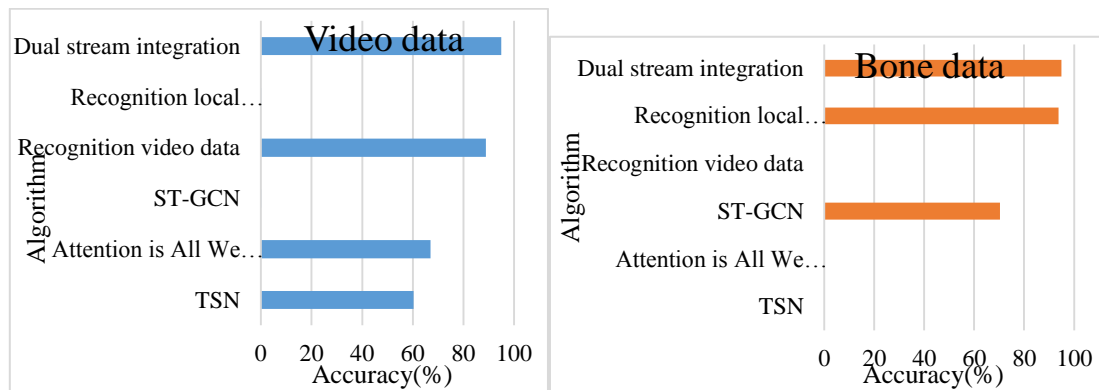 Video data
Dual stream integration
Recognition local…
Recognition video data
ST-GCN
Attention is All We…
TSN
Algorithm
0 20 40 60 80 100
Accuracy(%)
Bone data
Dual stream integration
Recognition local…
Recognition video data
ST-GCN
Attention is All We…
TSN
Algorithm
0 20 40 60 80 100
Accuracy(%)